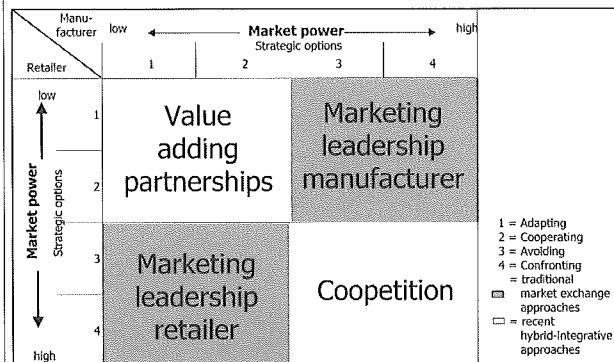 Manu-
facturer
low
Market power
high
Strategic options
Retailer
1
2
3
4
low
Market power
Strategic options
high
1
2
3
4
Value
adding
partnerships
Marketing
leadership
manufacturer
Marketing
leadership
retailer
Coopetition
1 = Adapting
2 = Cooperating
3 = Avoiding
4 = Confronting
= traditional
market exchange
approaches
= recent
hybrid-integrative
approaches